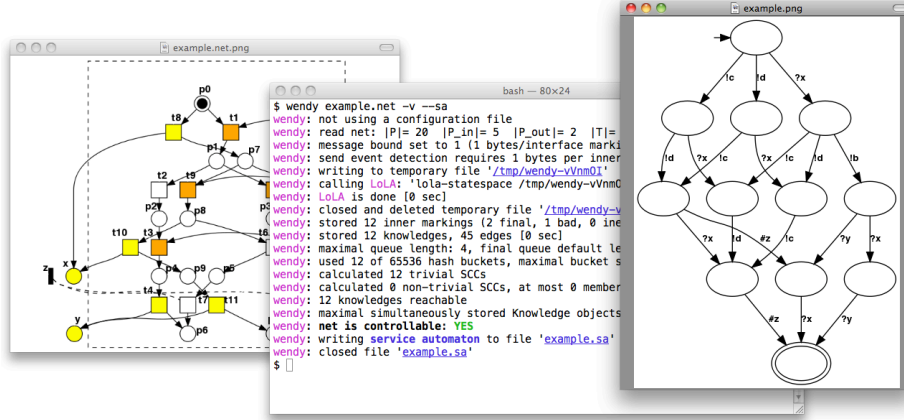 example.net.png
p0
t8
t1
p1
p7
t2
t9
p2
p8
t10
t3
x
z
p9
p5
t4
t7
t11
y
p6
bash — 80×24
$ wendy example.net -v --sa
wendy: not using a configuration file
wendy: read net: |P|= 20 |P_in|= 5 |P_out|= 2 |T|=
wendy: message bound set to 1 (1 bytes/interface marki
wendy: send event detection requires 1 bytes per inner
wendy: writing to temporary file '/tmp/wendy-vVnmOI'
wendy: calling LoLA: 'lola-statespace /tmp/wendy-vVnmO
wendy: LoLA is done [0 sec]
wendy: closed and deleted temporary file '/tmp/wendy-v
wendy: stored 12 inner markings (2 final, 1 bad, 0 ine
wendy: stored 12 knowledges, 45 edges [0 sec]
wendy: maximal queue length: 4, final queue default le
wendy: used 12 of 65536 hash buckets, maximal bucket s
wendy: calculated 12 trivial SCCs
wendy: calculated 0 non-trivial SCCs, at most 0 member
wendy: 12 knowledges reachable
wendy: maximal simultaneously stored Knowledge objects
wendy: net is controllable: YES
wendy: writing service automaton to file 'example.sa'
wendy: closed file 'example.sa'
$
example.png
!c !d ?x
!d ?x !c ?x !c !d !b
?x !d #z !c ?y ?x
#z ?x ?y